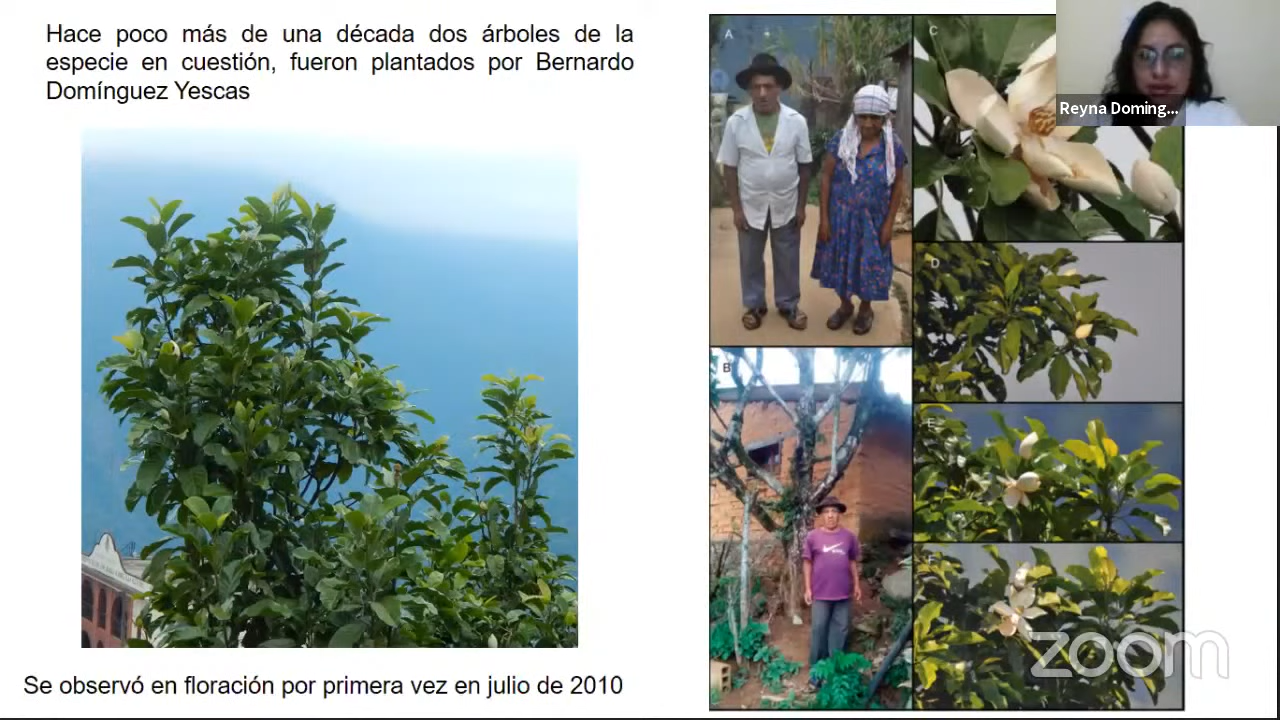 Hace poco más de una década dos árboles de la
especie en cuestión, fueron plantados por Bernardo
Domínguez Yescas
Se observó en floración por primera vez en julio de 2010
A
B
C
D
E
Reyna Doming...
zoom